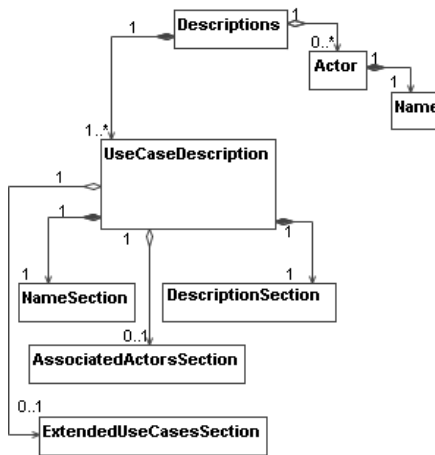 1
Descriptions
1
0..*
Actor
1
1
Name
1..*
UseCaseDescription
1
1
1
1
1
NameSection
1
DescriptionSection
0..1
AssociatedActorsSection
0..1
ExtendedUseCasesSection